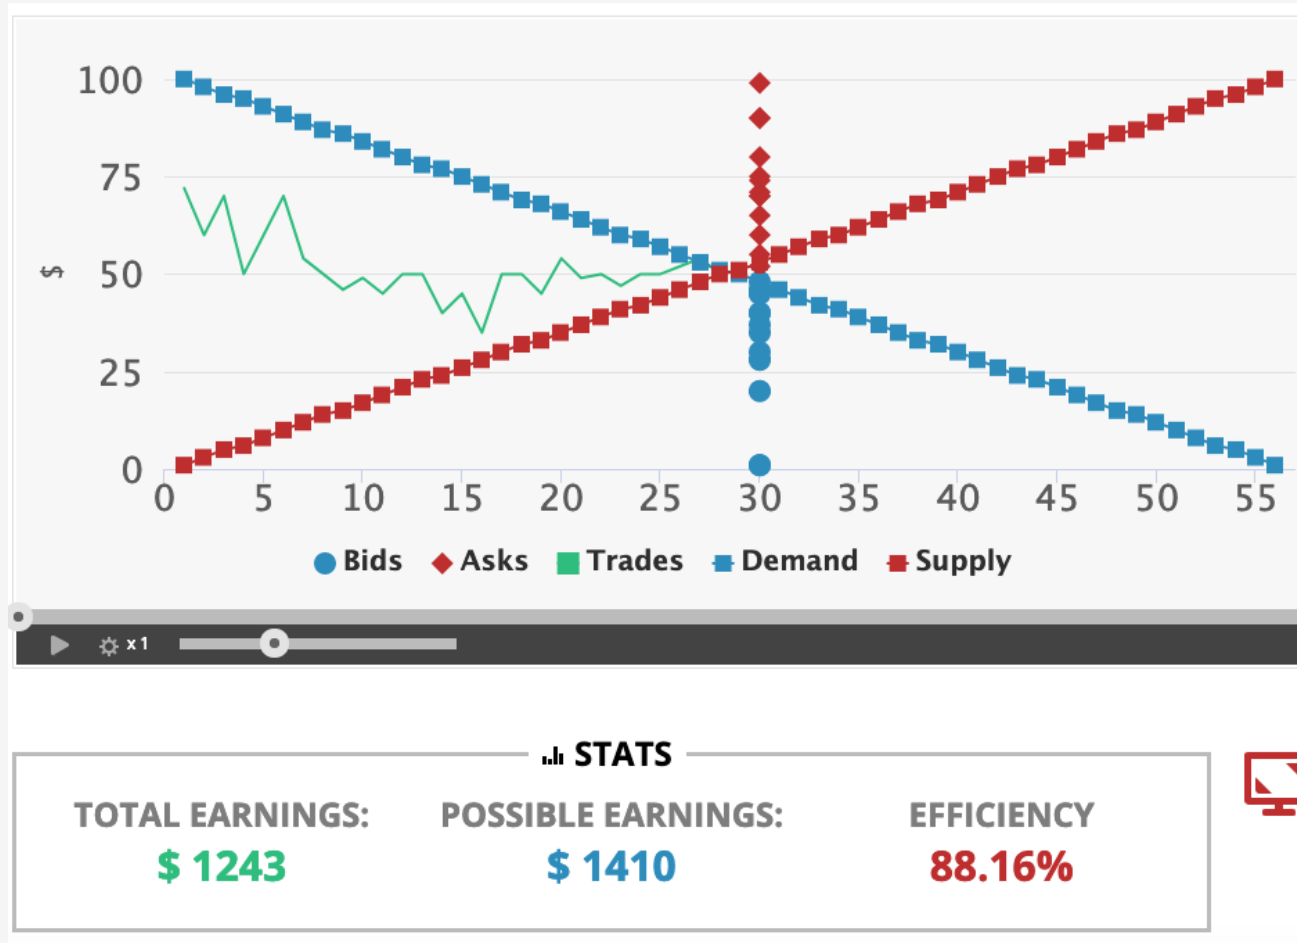 100
75
50
25
0
$
0 5 10 15 20 25 30 35 40 45 50 55
Bids Asks Trades Demand Supply
x 1
STATS
TOTAL EARNINGS: POSSIBLE EARNINGS: EFFICIENCY
$ 1243 $ 1410 88.16%